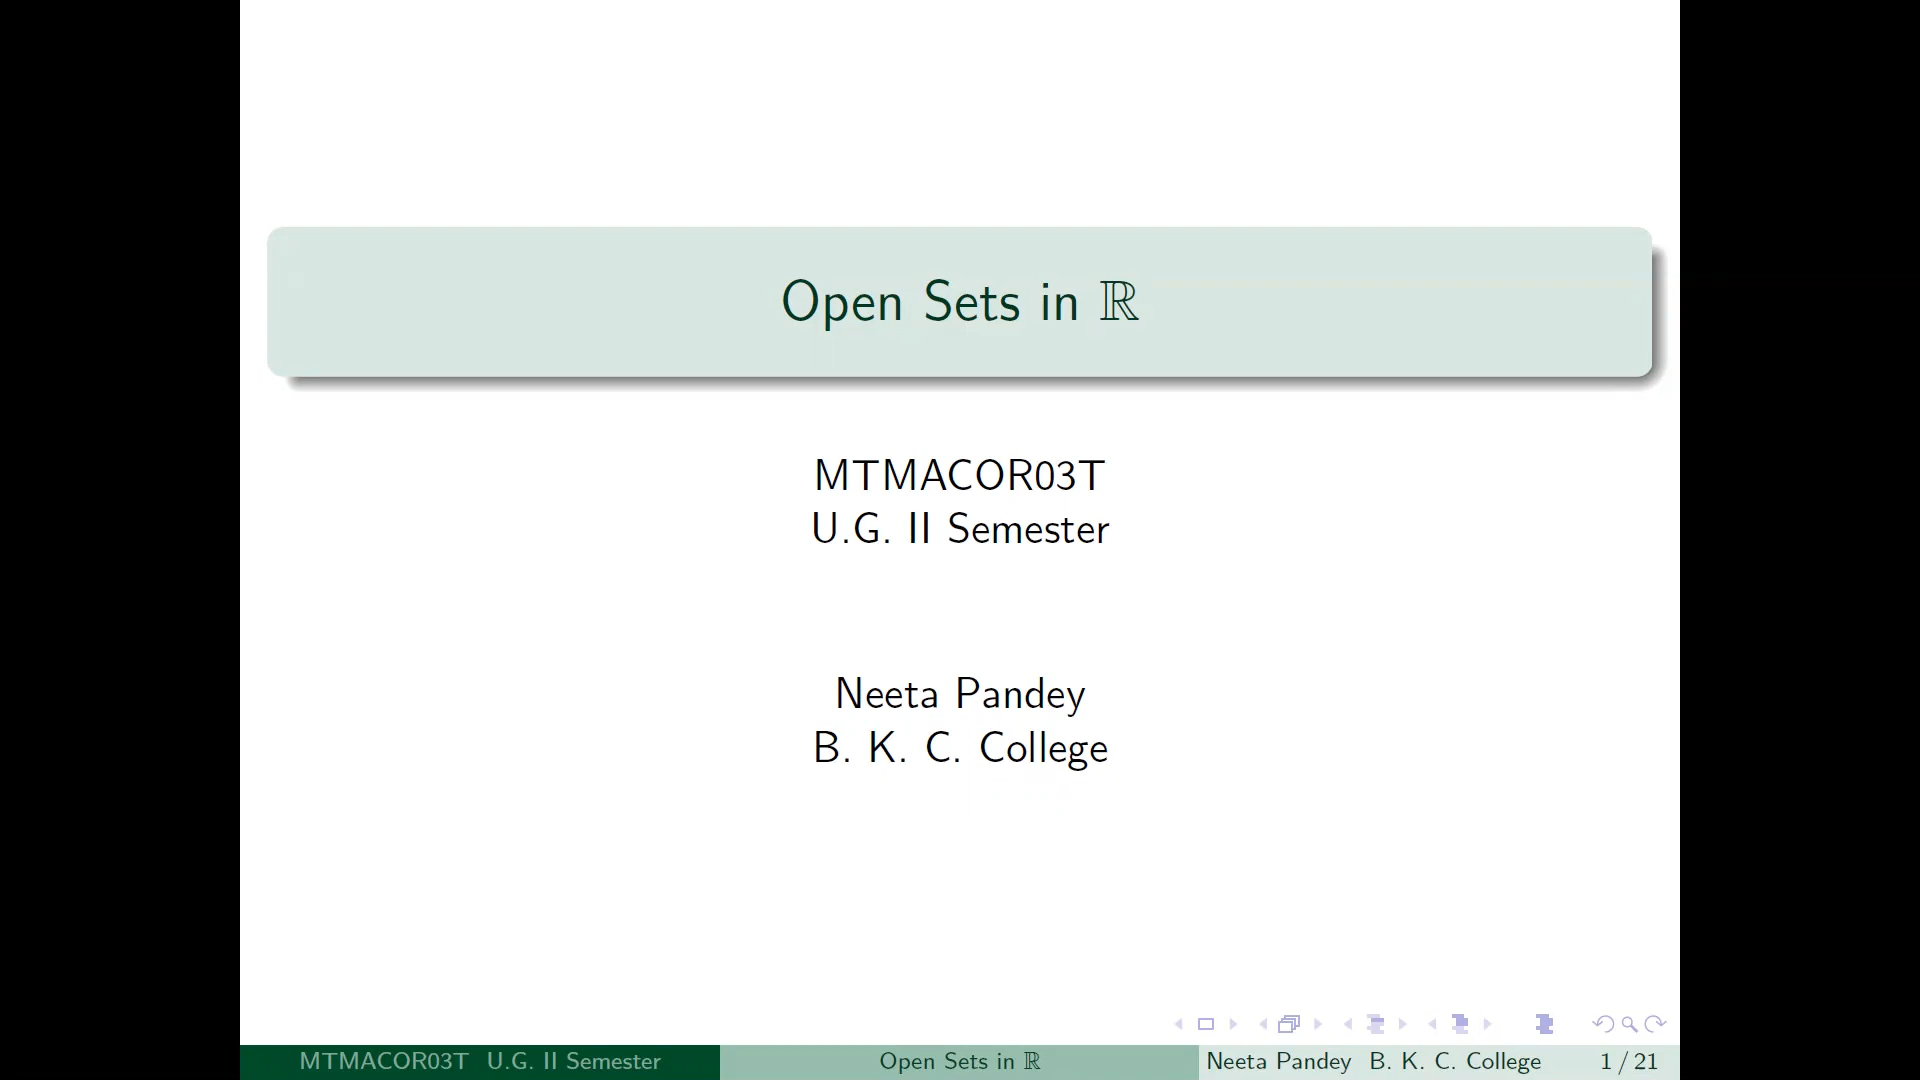 Open Sets in ℝ
MTMACOR03T
U.G. II Semester
Neeta Pandey
B. K. C. College
MTMACOR03T U.G. II Semester
Open Sets in ℝ
Neeta Pandey B. K. C. College
1 / 21